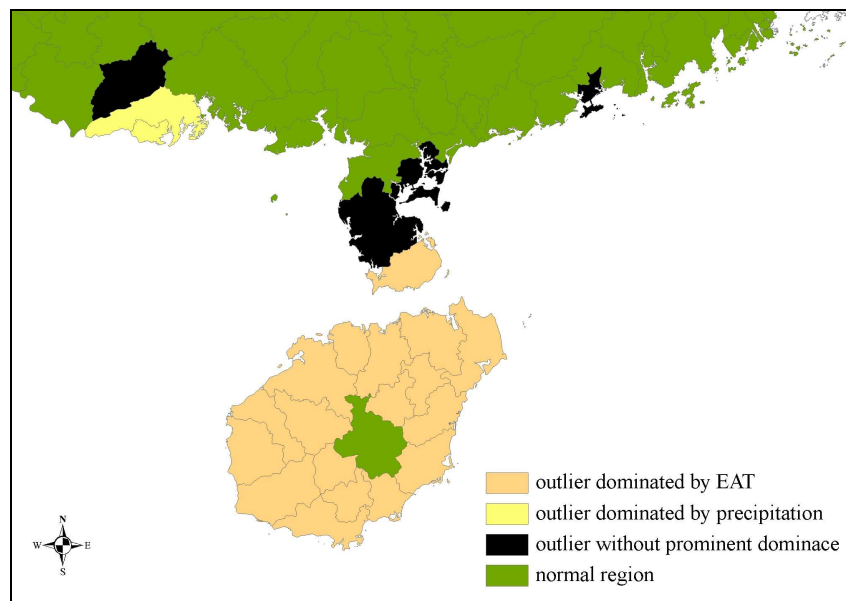 outlier dominated by EAT
outlier dominated by precipitation
outlier without prominent dominace
normal region
N
W E
S